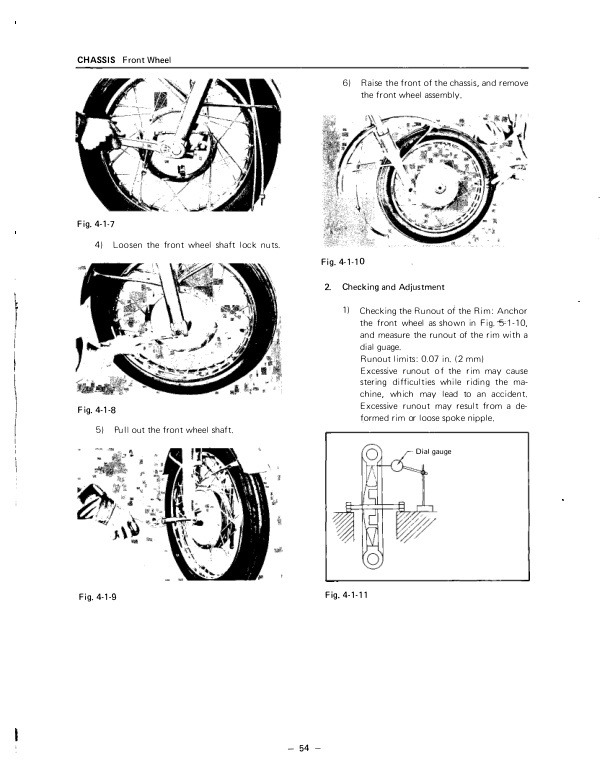 CHASSIS Front Wheel
Fig. 4-1-7
4) Loosen the front wheel shaft lock nuts.
Fig. 4-1-8
5) Pull out the front wheel shaft.
Fig. 4-1-9
6) Raise the front of the chassis, and remove
the front wheel assembly.
Fig. 4-1-10
2. Checking and Adjustment
1) Checking the Runout of the Rim: Anchor
the front wheel as shown in Fig. 5-1-10,
and measure the runout of the rim with a
dial guage.
Runout limits: 0.07 in. (2 mm)
Excessive runout of the rim may cause
stering difficulties while riding the ma-
chine, which may lead to an accident.
Excessive runout may result from a de-
formed rim or loose spoke nipple.
Dial gauge
Fig. 4-1-11
— 54 —